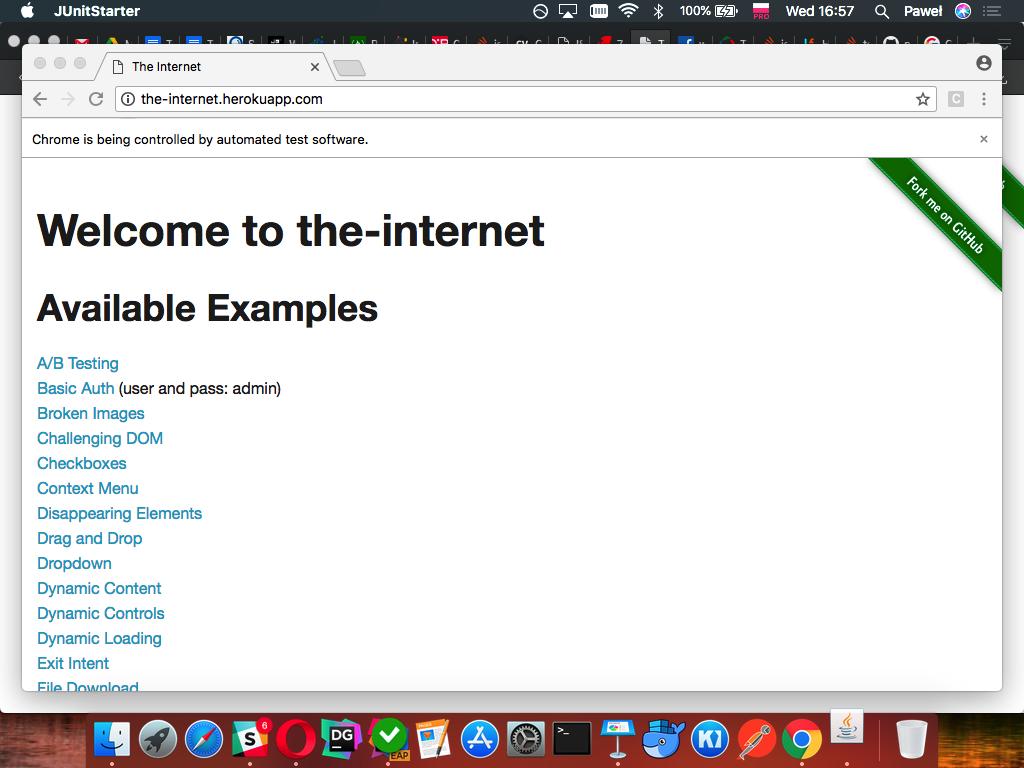 JUnitStarter
100%
PRO
Wed 16:57
Paweł
The Internet
the-internet.herokuapp.com
C
Chrome is being controlled by automated test software.
Fork me on GitHub
Welcome to the-internet
Available Examples
A/B Testing
Basic Auth (user and pass: admin)
Broken Images
Challenging DOM
Checkboxes
Context Menu
Disappearing Elements
Drag and Drop
Dropdown
Dynamic Content
Dynamic Controls
Dynamic Loading
Exit Intent
File Download
6
S
DG
EAP
>_